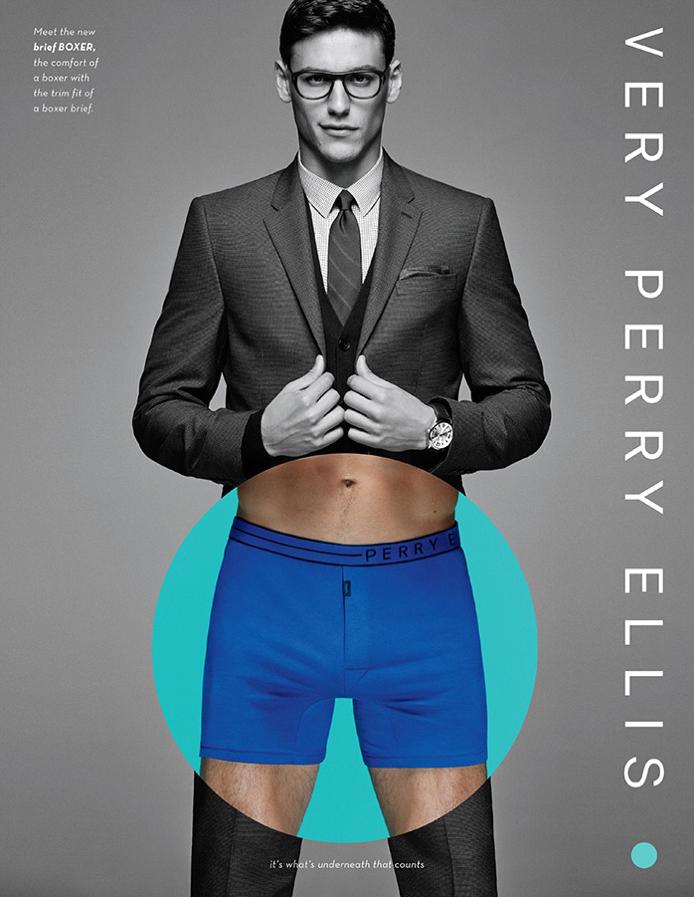 Meet the new
brief BOXER,
the comfort of
a boxer with
the trim fit of
a boxer brief.
VERY PERRY ELLIS
PERRY E
it's what's underneath that counts